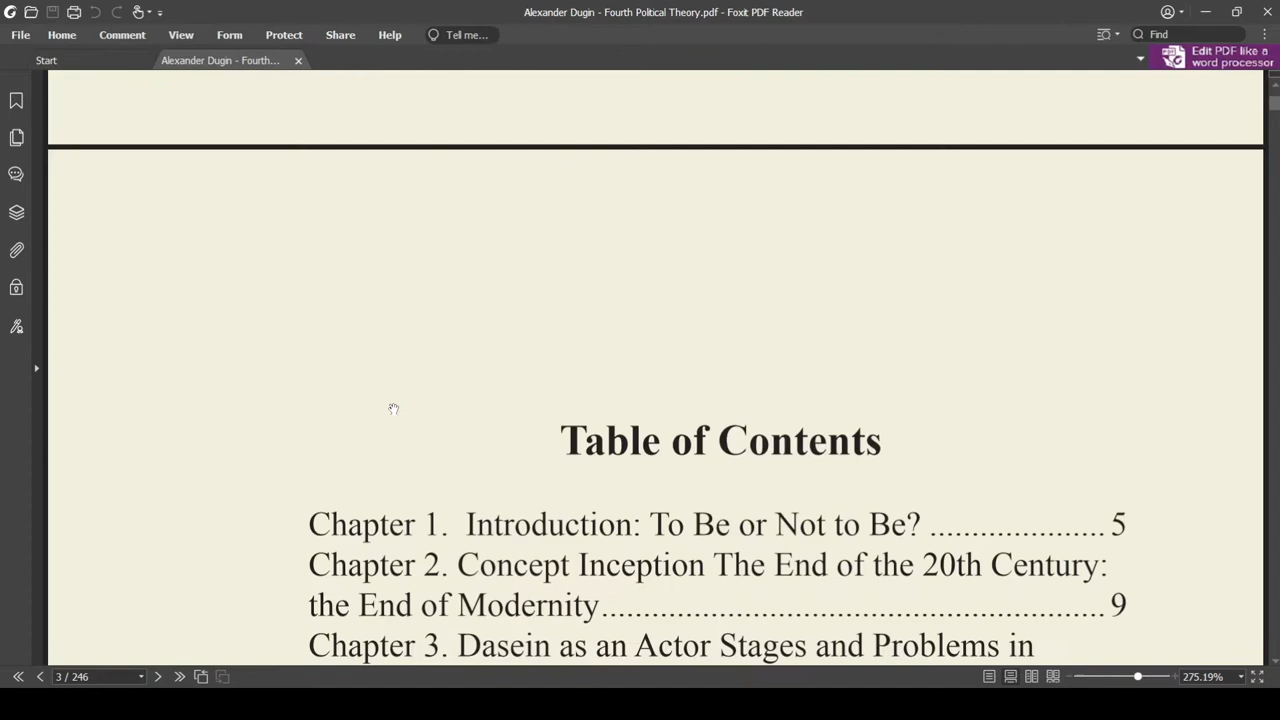 Alexander Dugin - Fourth Political Theory.pdf - Foxit PDF Reader
File Home Comment View Form Protect Share Help Tell me... Find
Start Alexander Dugin - Fourth...
Edit PDF like a
word processor
Table of Contents
Chapter 1. Introduction: To Be or Not to Be? ..................... 5
Chapter 2. Concept Inception The End of the 20th Century:
the End of Modernity............................................................ 9
Chapter 3. Dasein as an Actor Stages and Problems in
3 / 246 275.19%